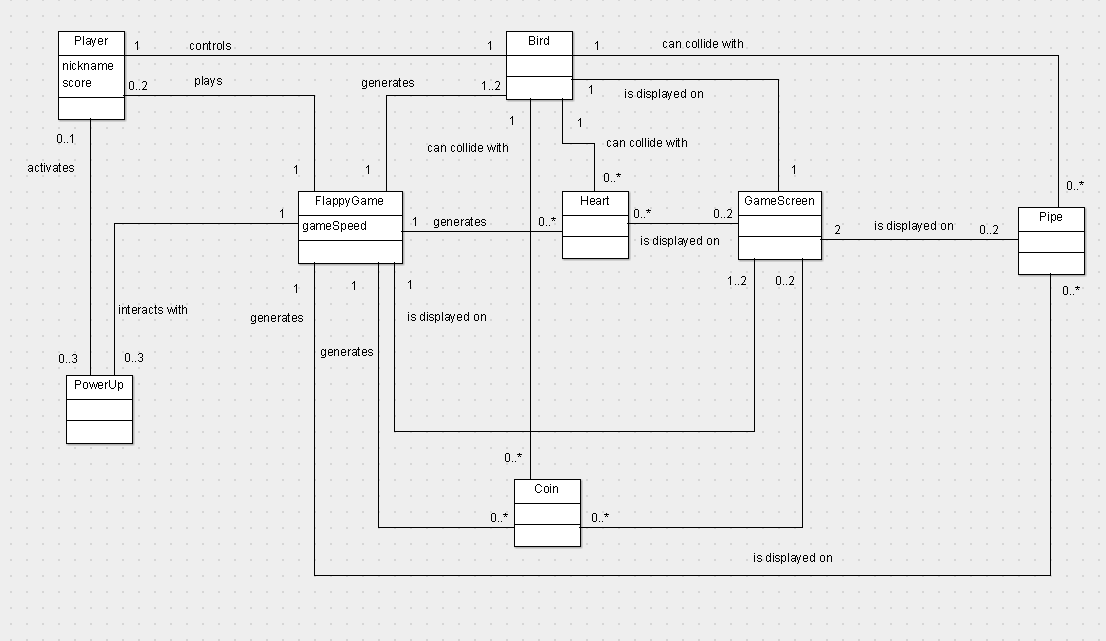 Player
1
controls
1
Bird
1
can collide with
nickname
score
0..2
plays
generates
1..2
1
is displayed on
0..1
1
1
can collide with
can collide with
activates
1
1
0..*
1
0..*
FlappyGame
Heart
GameScreen
Pipe
1
gameSpeed
1
generates
0..*
0..*
0..2
2
is displayed on
0..2
is displayed on
1
1
1
1..2
0..2
0..*
interacts with
generates
is displayed on
generates
0..3
0..3
PowerUp
0..*
Coin
0..*
0..*
is displayed on